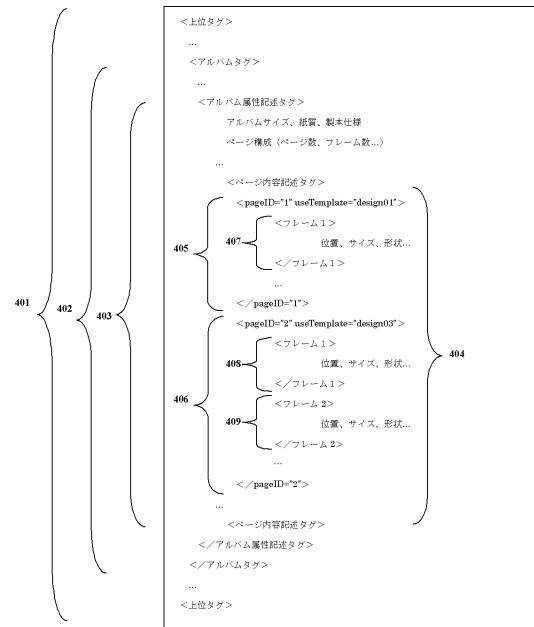 <上位タグ>
…
<アルバムタグ>
…
<アルバム属性記述タグ>
アルバムサイズ、紙質、製本仕様
ページ構成（ページ数、フレーム数…）
…
<ページ内容記述タグ>
<pageID="1" useTemplate="design01">
405
407
<フレーム1>
位置、サイズ、形状…
</フレーム1>
…
</pageID="1">
401
402
403
<pageID="2" useTemplate="design03">
404
406
408
<フレーム1>
位置、サイズ、形状…
</フレーム1>
409
<フレーム2>
位置、サイズ、形状…
</フレーム2>
…
</pageID="2">
…
<ページ内容記述タグ>
</アルバム属性記述タグ>
</アルバムタグ>
…
<上位タグ>